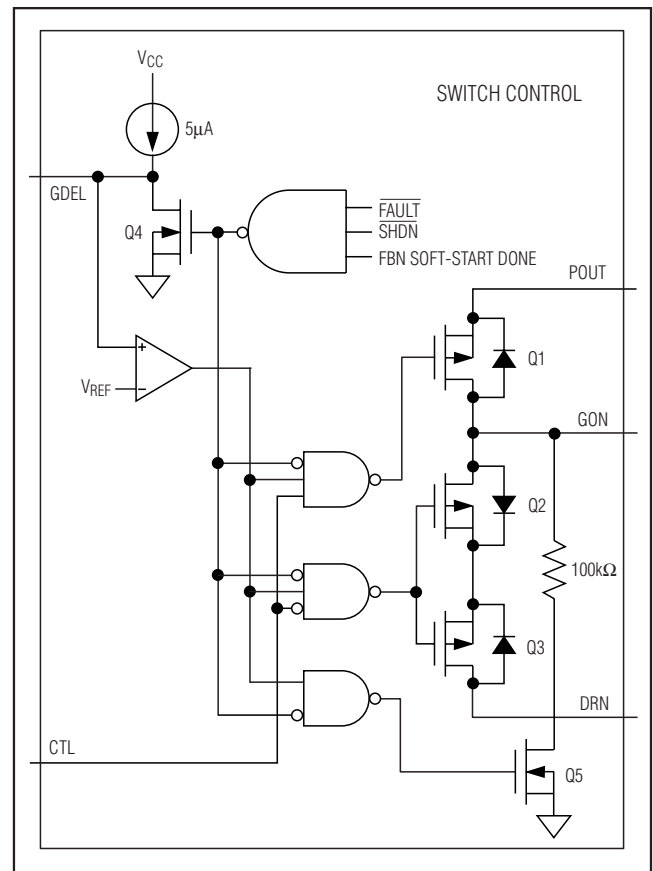 VCC
SWITCH CONTROL
5µA
GDEL
FAULT
Q4
SHDN
FBN SOFT-START DONE
POUT
+
Q1
VREF
−
GON
Q2
100kΩ
Q3
DRN
CTL
Q5